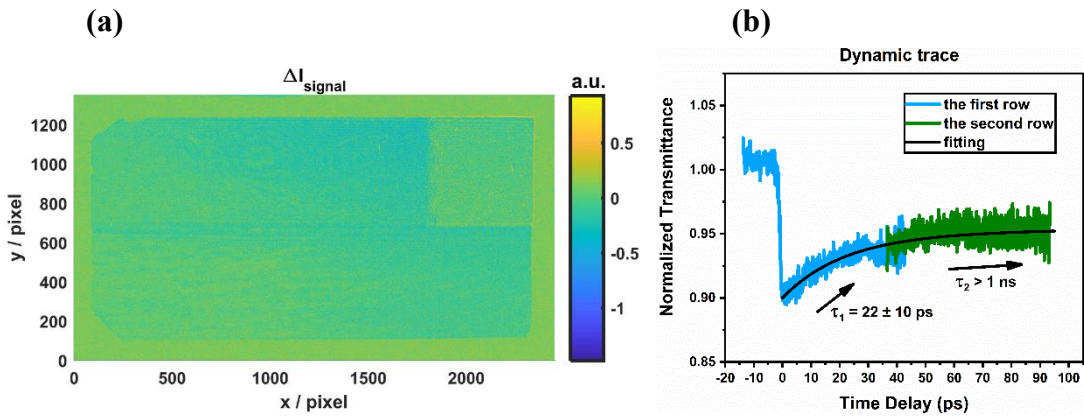 (a)
ΔI_signal
a.u.
1200
1000
800
600
400
200
0
y / pixel
0 500 1000 1500 2000
x / pixel
0.5
0
-0.5
-1
(b)
Dynamic trace
the first row
the second row
fitting
1.05
1.00
0.95
0.90
0.85
Normalized Transmittance
τ₂ > 1 ns
τ₁ = 22 ± 10 ps
-20 -10 0 10 20 30 40 50 60 70 80 90 100
Time Delay (ps)